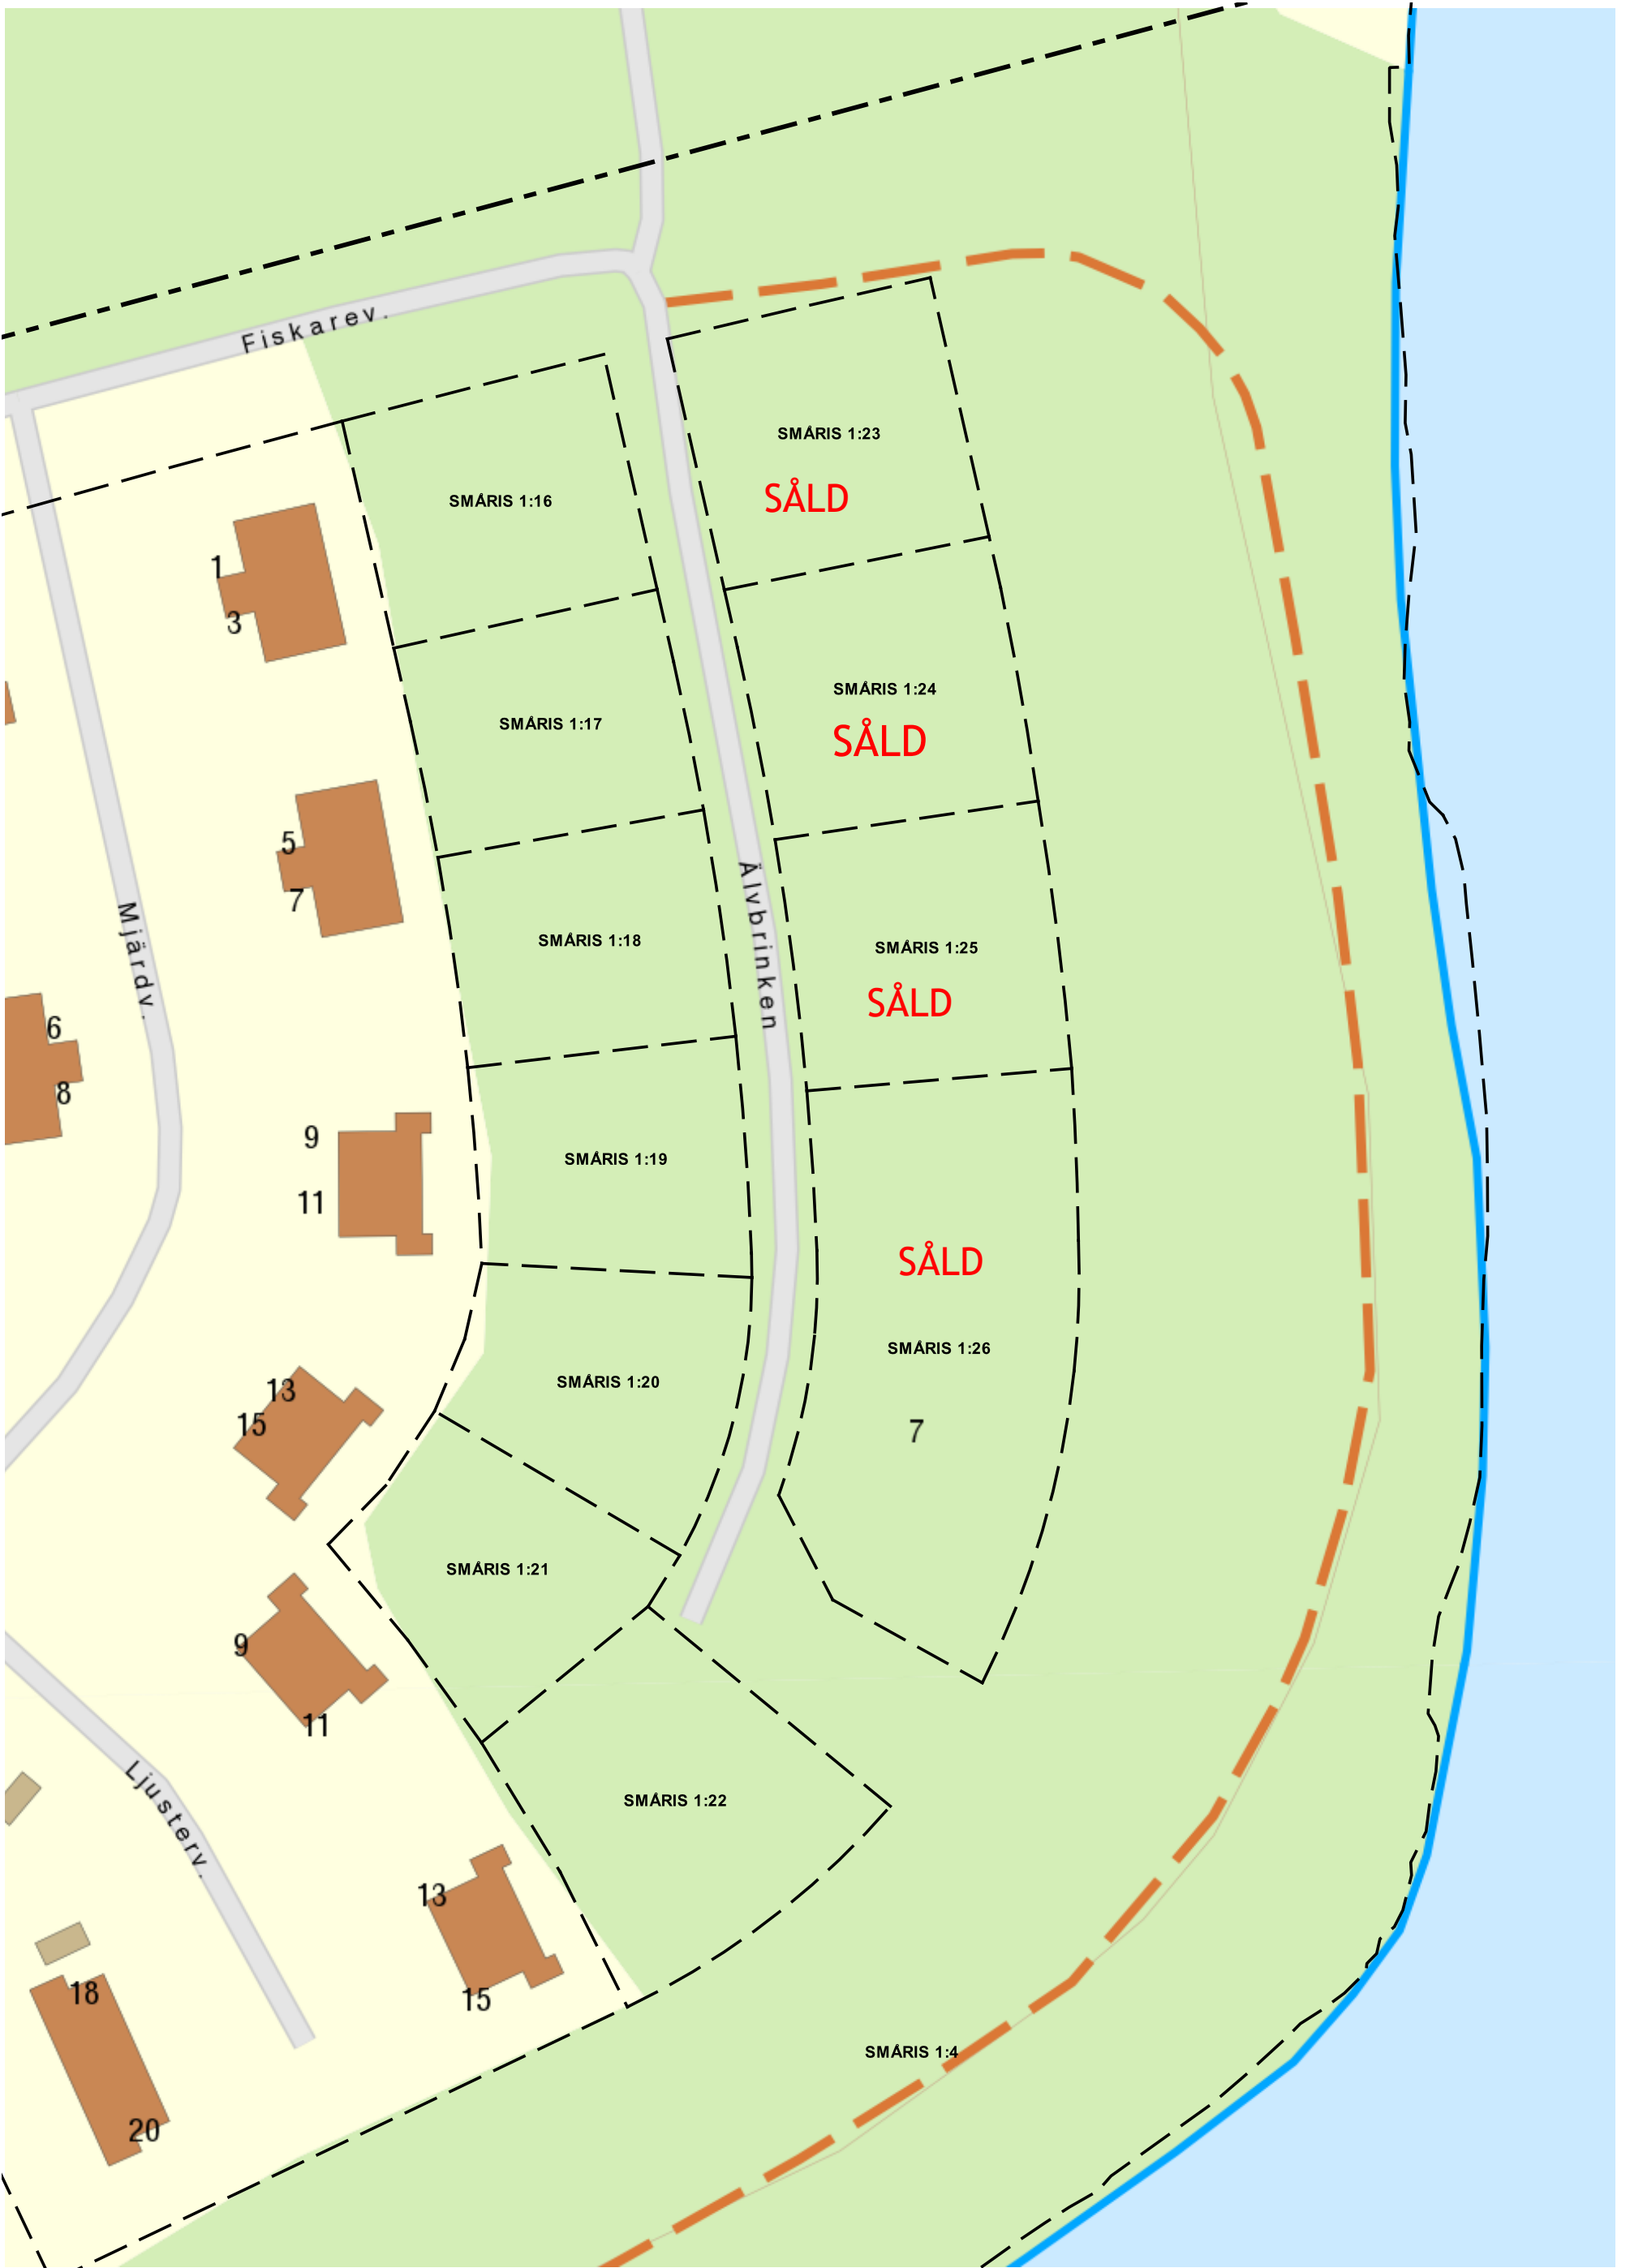 Fiskarev.
SMÅRIS 1:23
SÅLD
SMÅRIS 1:16
1
3
SMÅRIS 1:24
SÅLD
SMÅRIS 1:17
5
7
Älvbrinken
Mjärdv.
SMÅRIS 1:18
SMÅRIS 1:25
SÅLD
6
8
9
11
SMÅRIS 1:19
SÅLD
SMÅRIS 1:26
7
13
15
SMÅRIS 1:20
SMÅRIS 1:21
9
11
Ljusterv.
SMÅRIS 1:22
13
15
18
20
SMÅRIS 1:4